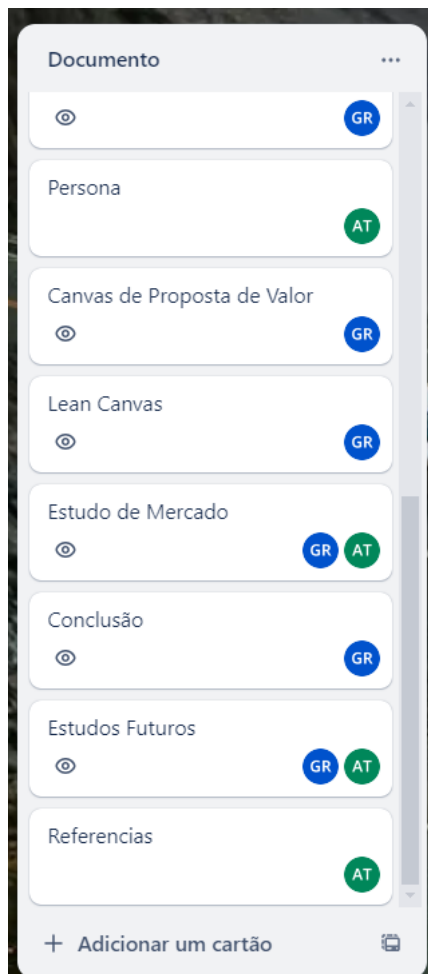 Documento
GR
Persona
AT
Canvas de Proposta de Valor
GR
Lean Canvas
GR
Estudo de Mercado
GR AT
Conclusão
GR
Estudos Futuros
GR AT
Referencias
AT
+ Adicionar um cartão